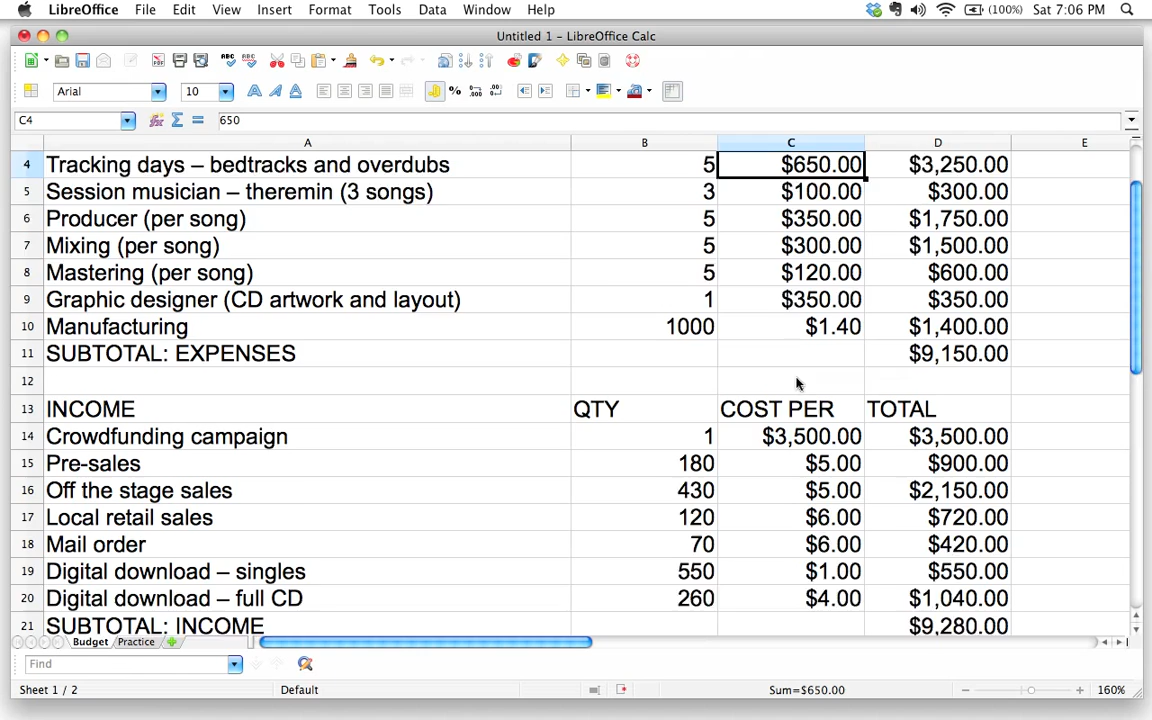 LibreOffice File Edit View Insert Format Tools Data Window Help (100%) Sat 7:06 PM
Untitled 1 – LibreOffice Calc
Arial 10
C4 650
A B C D E
4 Tracking days – bedtracks and overdubs 5 $650.00 $3,250.00
5 Session musician – theremin (3 songs) 3 $100.00 $300.00
6 Producer (per song) 5 $350.00 $1,750.00
7 Mixing (per song) 5 $300.00 $1,500.00
8 Mastering (per song) 5 $120.00 $600.00
9 Graphic designer (CD artwork and layout) 1 $350.00 $350.00
10 Manufacturing 1000 $1.40 $1,400.00
11 SUBTOTAL: EXPENSES $9,150.00
12
13 INCOME QTY COST PER TOTAL
14 Crowdfunding campaign 1 $3,500.00 $3,500.00
15 Pre-sales 180 $5.00 $900.00
16 Off the stage sales 430 $5.00 $2,150.00
17 Local retail sales 120 $6.00 $720.00
18 Mail order 70 $6.00 $420.00
19 Digital download – singles 550 $1.00 $550.00
20 Digital download – full CD 260 $4.00 $1,040.00
21 SUBTOTAL: INCOME $9,280.00
Budget Practice
Find
Sheet 1 / 2 Default Sum=$650.00 160%